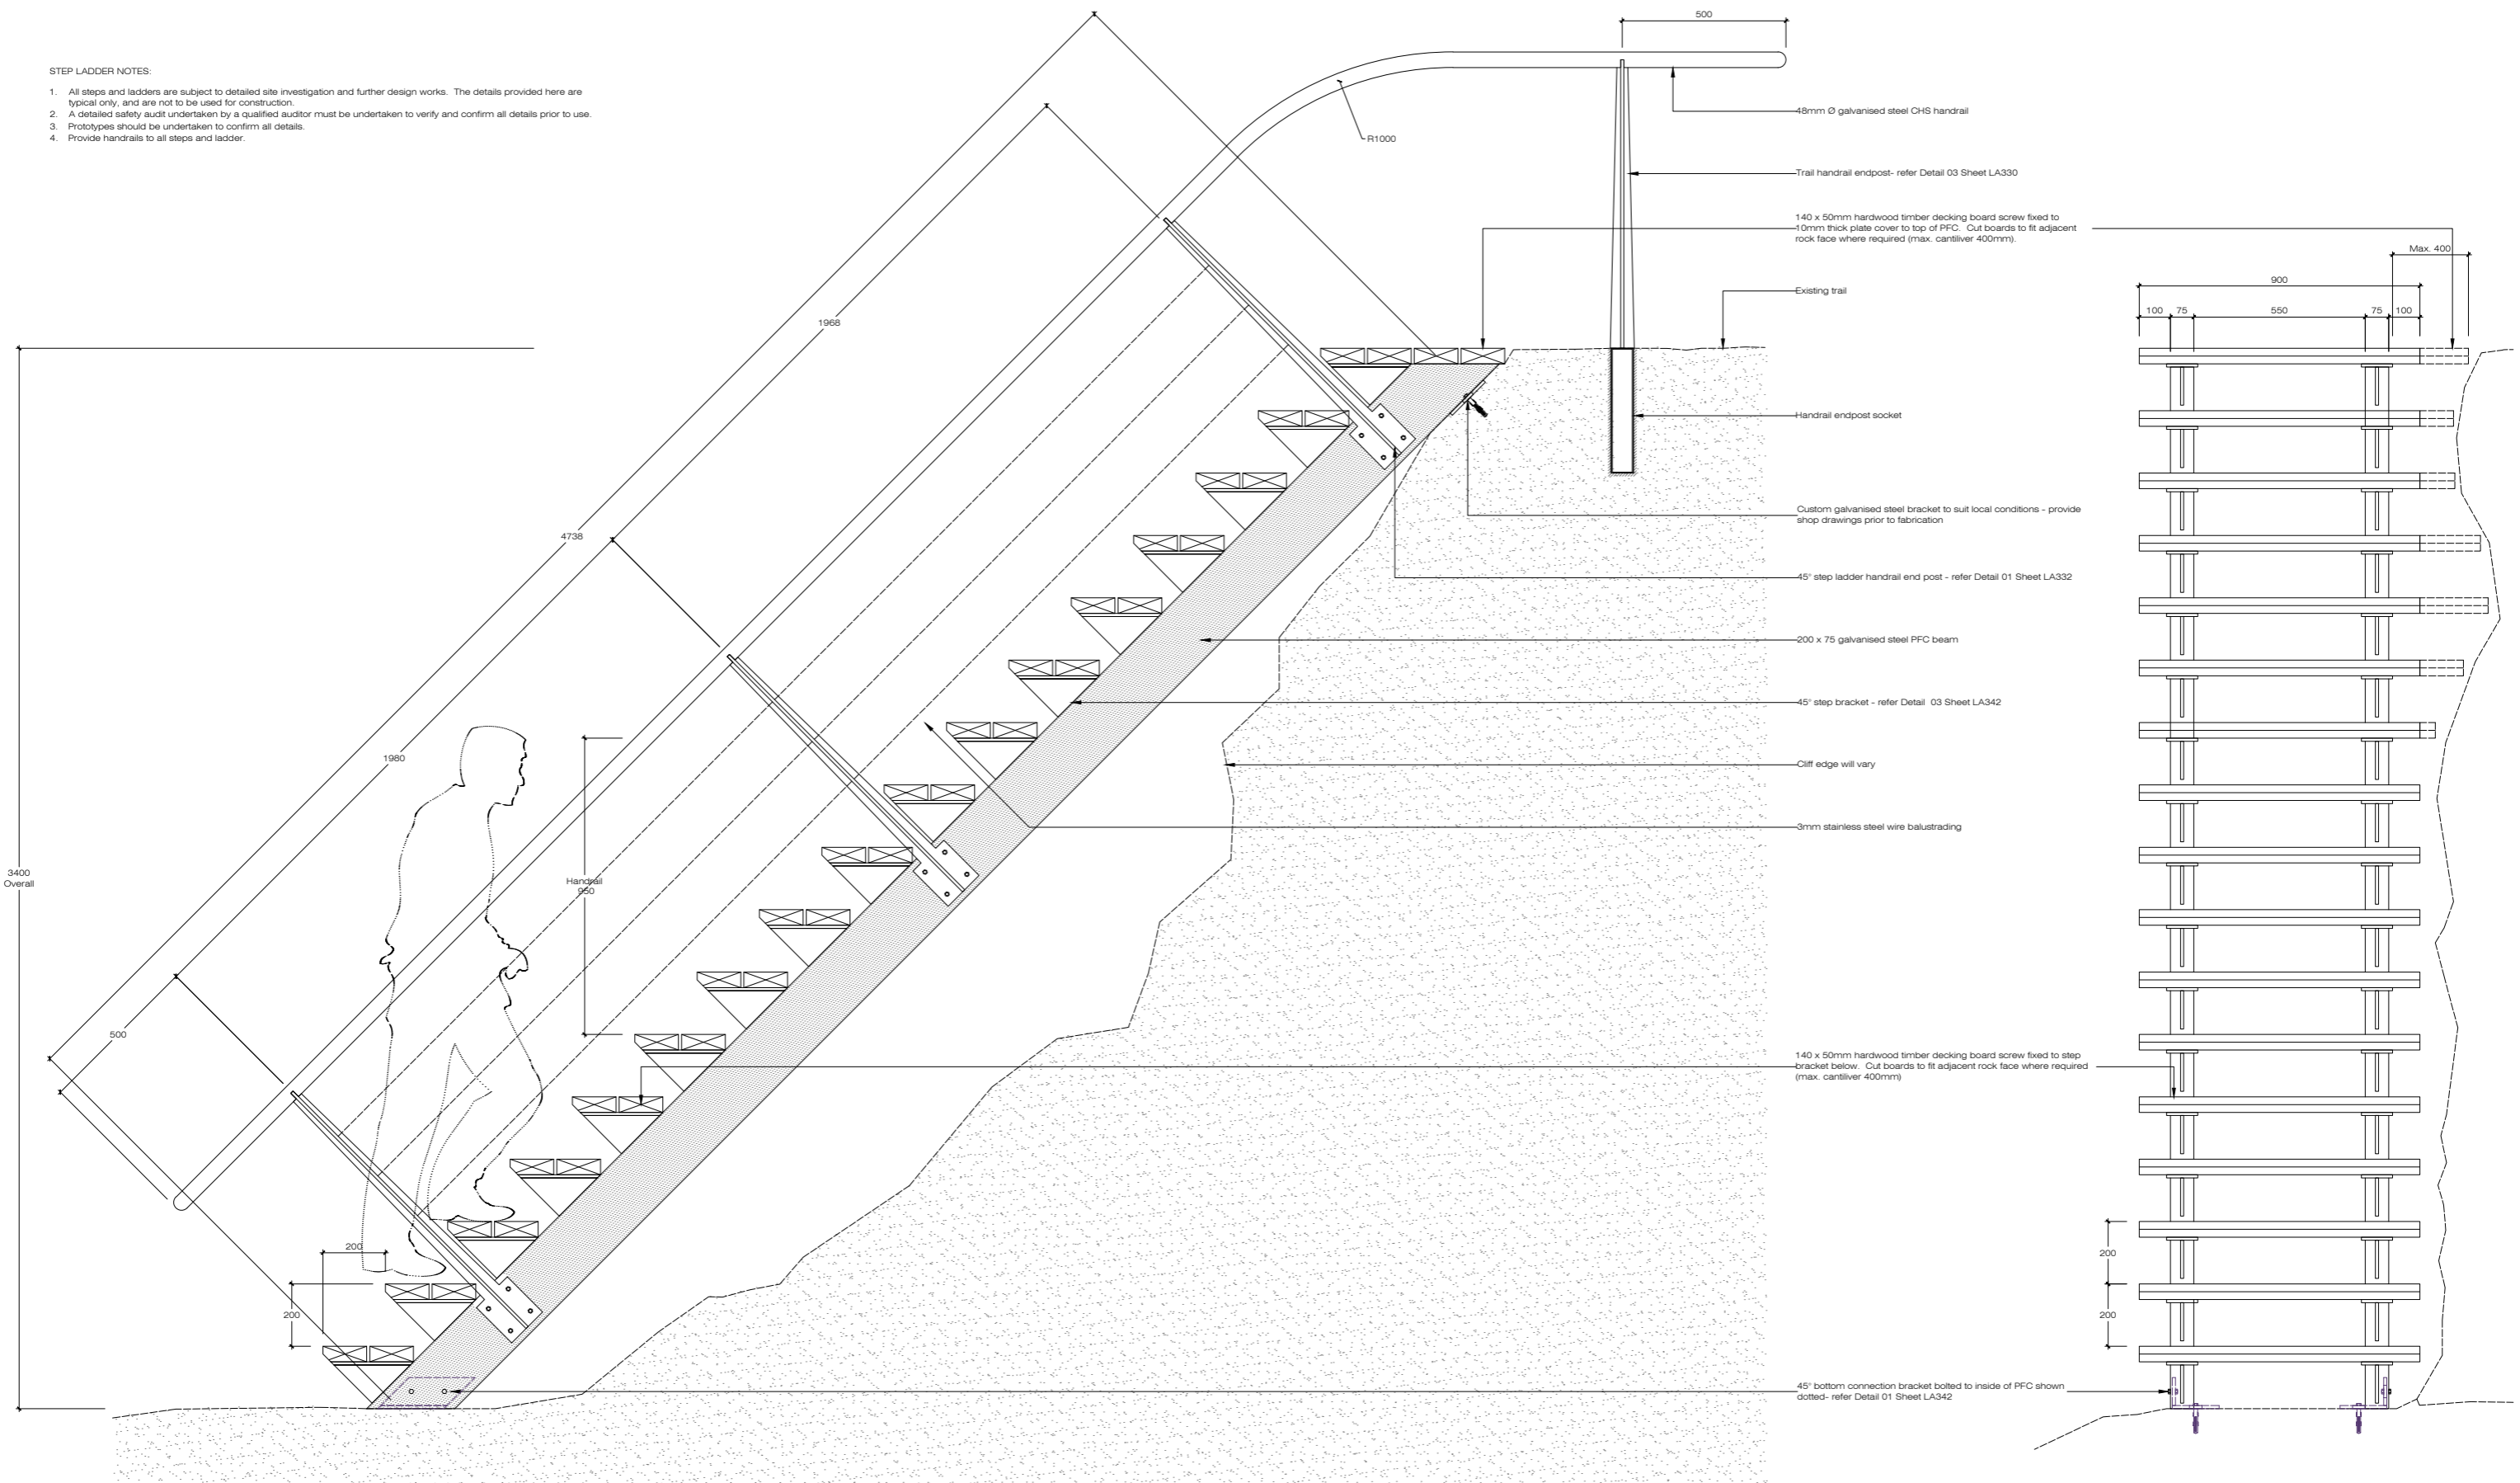 STEP LADDER NOTES:
1. All steps and ladders are subject to detailed site investigation and further design works. The details provided here are
typical only, and are not to be used for construction.
2. A detailed safety audit undertaken by a qualified auditor must be undertaken to verify and confirm all details prior to use.
3. Prototypes should be undertaken to confirm all details.
4. Provide handrails to all steps and ladder.
500
R1000
48mm Ø galvanised steel CHS handrail
Trail handrail endpost- refer Detail 03 Sheet LA330
140 x 50mm hardwood timber decking board screw fixed to
10mm thick plate cover to top of PFC. Cut boards to fit adjacent
rock face where required (max. cantiliver 400mm).
Max. 400
Existing trail
900
100
75
550
75
100
1968
Handrail endpost socket
Custom galvanised steel bracket to suit local conditions - provide
shop drawings prior to fabrication
4738
45° step ladder handrail end post - refer Detail 01 Sheet LA332
200 x 75 galvanised steel PFC beam
45° step bracket - refer Detail 03 Sheet LA342
1980
Cliff edge will vary
3mm stainless steel wire balustrading
3400
Overall
Handrail
950
500
140 x 50mm hardwood timber decking board screw fixed to step
bracket below. Cut boards to fit adjacent rock face where required
(max. cantiliver 400mm)
200
200
200
200
45° bottom connection bracket bolted to inside of PFC shown
dotted- refer Detail 01 Sheet LA342